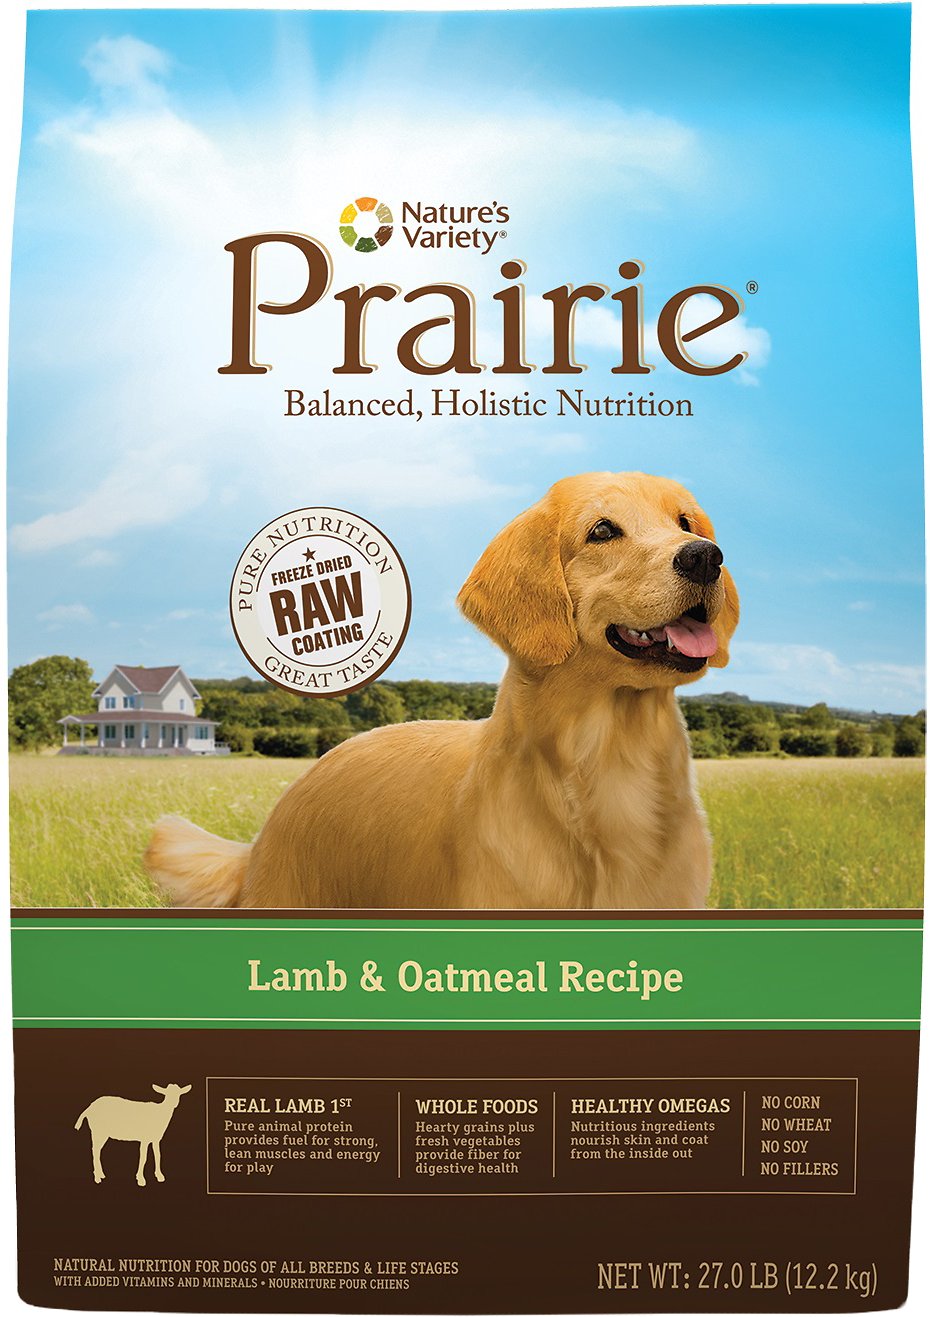 Nature's
Variety®
Prairie®
Balanced, Holistic Nutrition
PURE NUTRITION
FREEZE DRIED
RAW
COATING
GREAT TASTE
Lamb & Oatmeal Recipe
REAL LAMB 1ST
Pure animal protein
provides fuel for strong,
lean muscles and energy
for play
WHOLE FOODS
Hearty grains plus
fresh vegetables
provide fiber for
digestive health
HEALTHY OMEGAS
Nutritious ingredients
nourish skin and coat
from the inside out
NO CORN
NO WHEAT
NO SOY
NO FILLERS
NATURAL NUTRITION FOR DOGS OF ALL BREEDS & LIFE STAGES
WITH ADDED VITAMINS AND MINERALS • NOURRITURE POUR CHIENS
NET WT: 27.0 LB (12.2 kg)